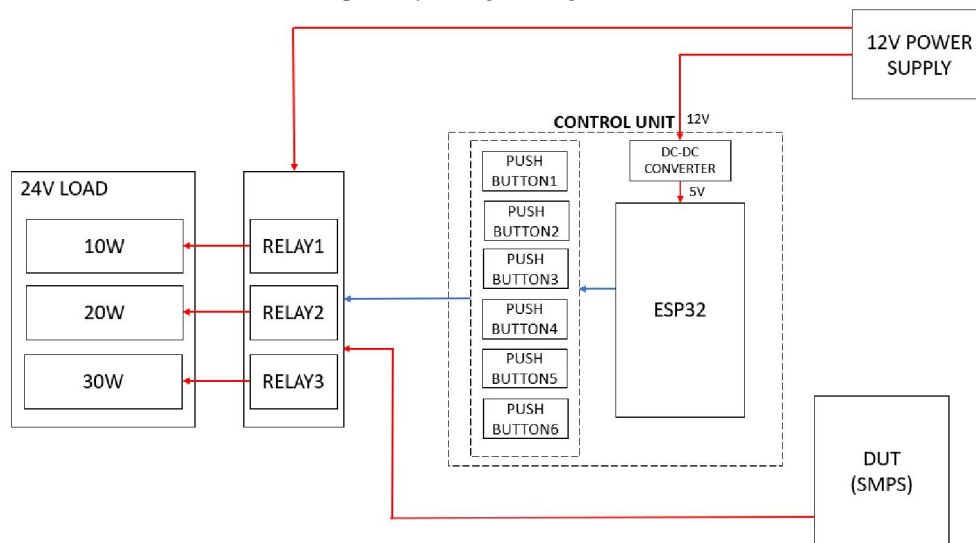 12V POWER
SUPPLY
CONTROL UNIT
12V
DC-DC
CONVERTER
5V
PUSH
BUTTON1
PUSH
BUTTON2
PUSH
BUTTON3
PUSH
BUTTON4
PUSH
BUTTON5
PUSH
BUTTON6
ESP32
24V LOAD
10W
20W
30W
RELAY1
RELAY2
RELAY3
DUT
(SMPS)